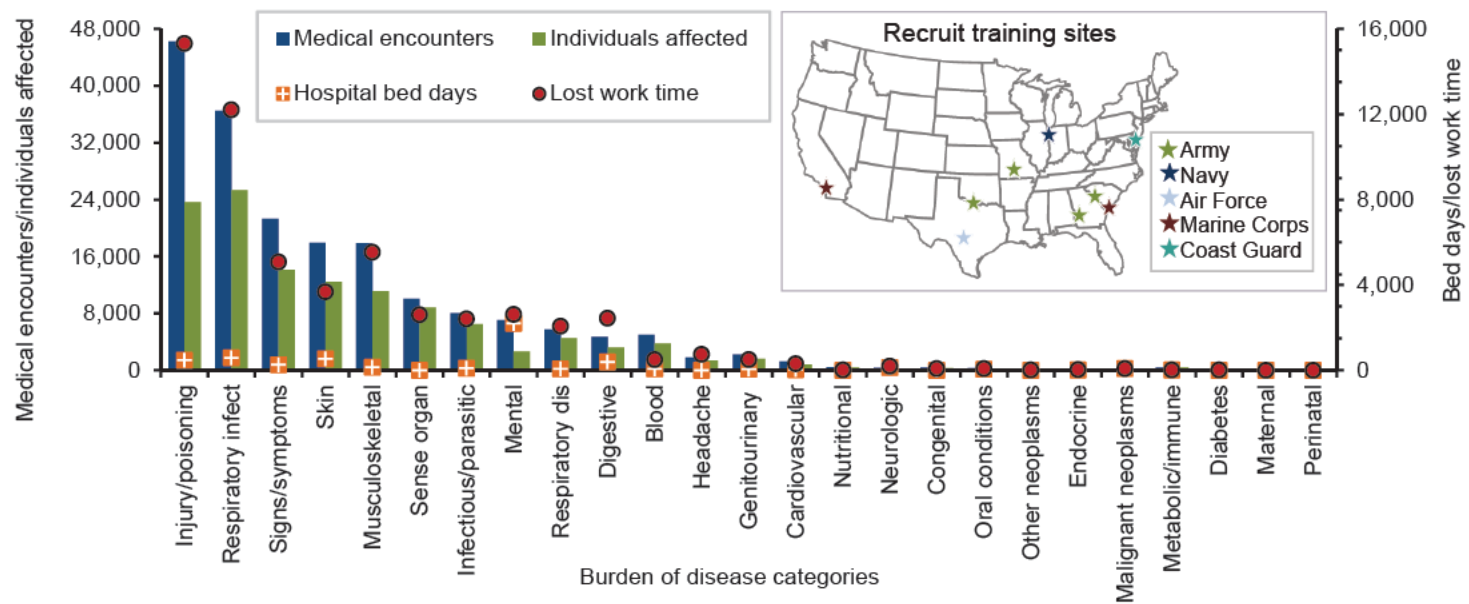 Medical encounters/individuals affected
48,000
40,000
32,000
24,000
16,000
8,000
0
Medical encounters
Individuals affected
Hospital bed days
Lost work time
Recruit training sites
Army
Navy
Air Force
Marine Corps
Coast Guard
16,000
12,000
8,000
4,000
0
Bed days/lost work time
Injury/poisoning
Respiratory infect
Signs/symptoms
Skin
Musculoskeletal
Sense organ
Infectious/parasitic
Mental
Respiratory dis
Digestive
Blood
Headache
Genitourinary
Cardiovascular
Nutritional
Neurologic
Congenital
Oral conditions
Other neoplasms
Endocrine
Malignant neoplasms
Metabolic/immune
Diabetes
Maternal
Perinatal
Burden of disease categories